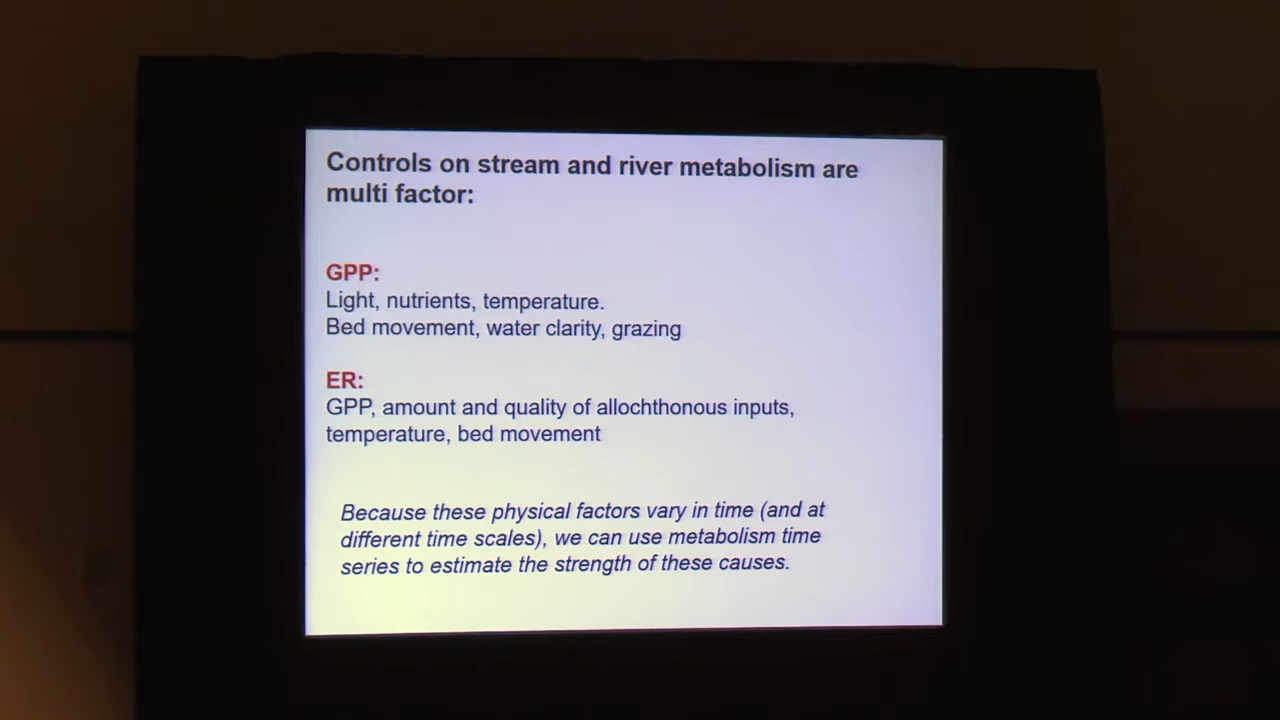 Controls on stream and river metabolism are
multi factor:
GPP:
Light, nutrients, temperature.
Bed movement, water clarity, grazing
ER:
GPP, amount and quality of allochthonous inputs,
temperature, bed movement
Because these physical factors vary in time (and at
different time scales), we can use metabolism time
series to estimate the strength of these causes.